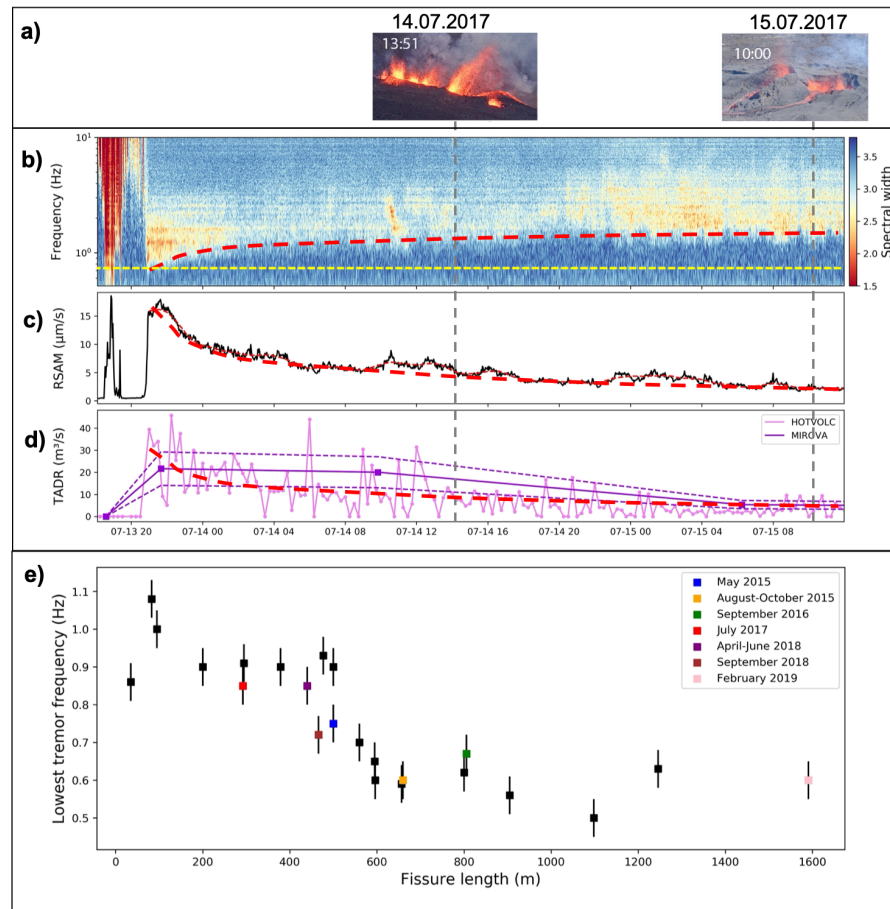 a)
14.07.2017
15.07.2017
13:51
10:00
b)
Frequency (Hz)
10¹
10⁰
3.5
3.0
2.5
2.0
1.5
Spectral width
c)
RSAM (μm/s)
15
10
5
0
d)
TADR (m³/s)
40
30
20
10
0
HOTVOLC
MIROVA
07-13 20
07-14 00
07-14 04
07-14 08
07-14 12
07-14 16
07-14 20
07-15 00
07-15 04
07-15 08
e)
Lowest tremor frequency (Hz)
1.1
1.0
0.9
0.8
0.7
0.6
0.5
May 2015
August-October 2015
September 2016
July 2017
April-June 2018
September 2018
February 2019
0
200
400
600
800
1000
1200
1400
1600
Fissure length (m)